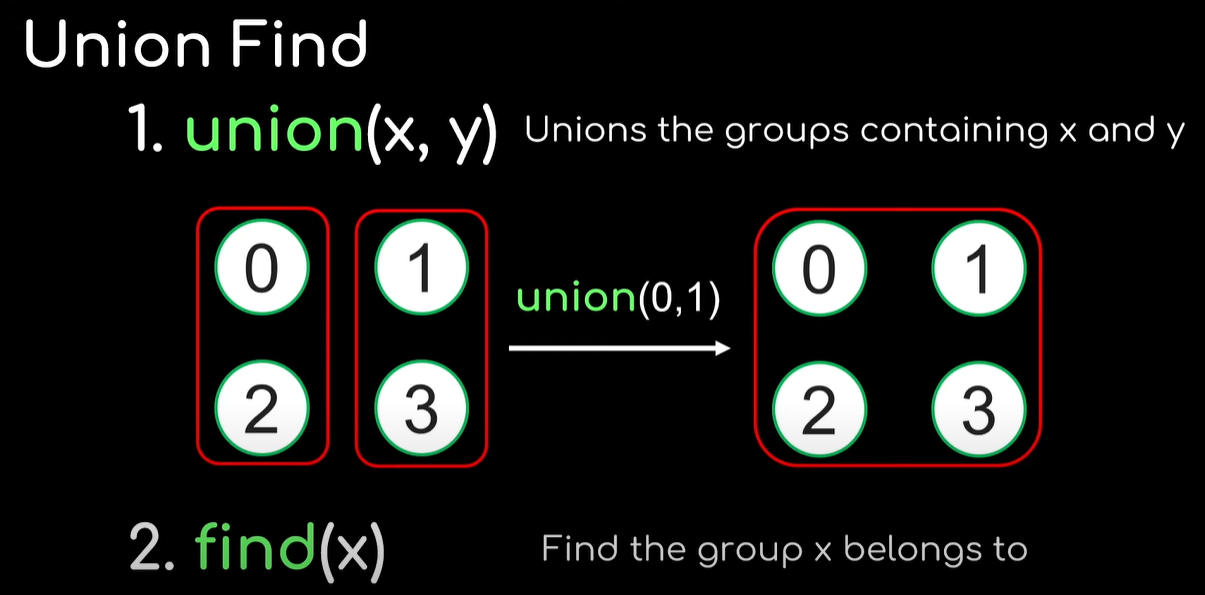 Union Find
1. union(x, y) Unions the groups containing x and y
0 1 0 1
union(0,1)
2 3 2 3
2. find(x) Find the group x belongs to